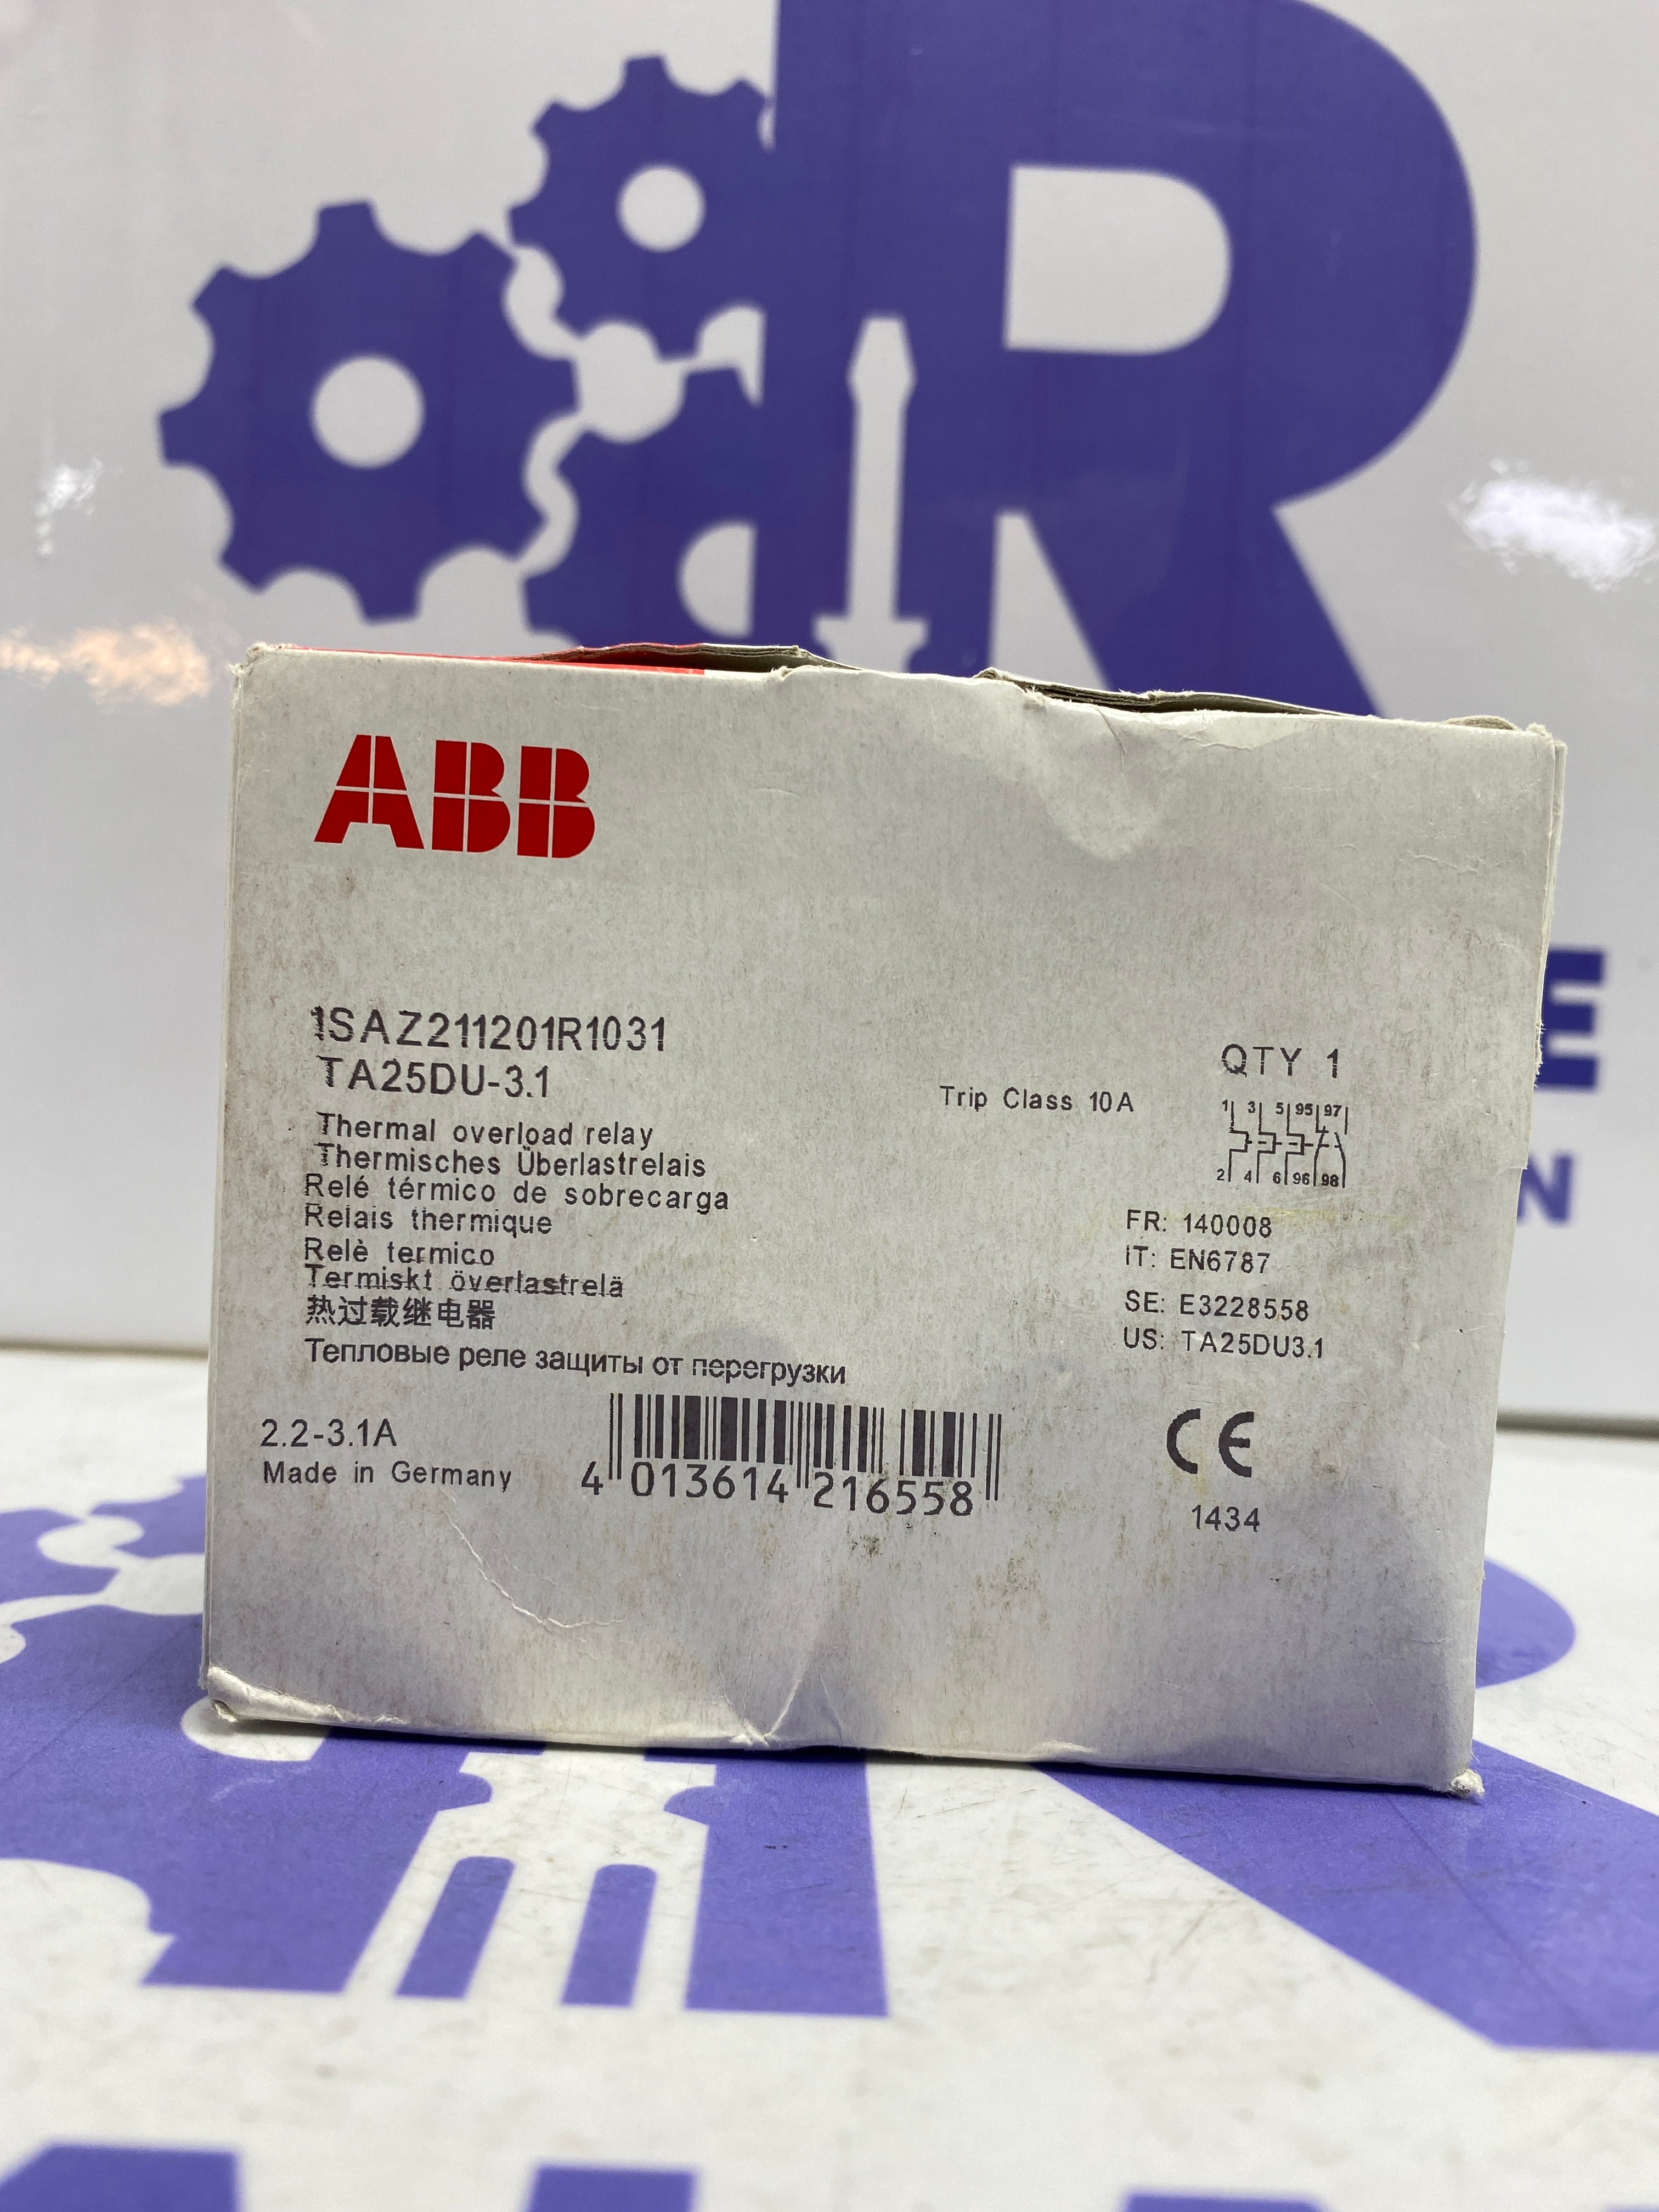 R
ABB
E
N
1SAZ211201R1031
TA25DU-3.1
QTY 1
Trip Class 10A
1 3 5 95 97
2 4 6 96 98
Thermal overload relay
Thermisches Überlastrelais
Relé térmico de sobrecarga
Relais thermique
Relè termico
Termiskt överlastrelä
热过载继电器
Тепловые реле защиты от перегрузки
FR: 140008
IT: EN6787
SE: E3228558
US: TA25DU3.1
2.2-3.1A
Made in Germany
4 013614 216558
CE
1434